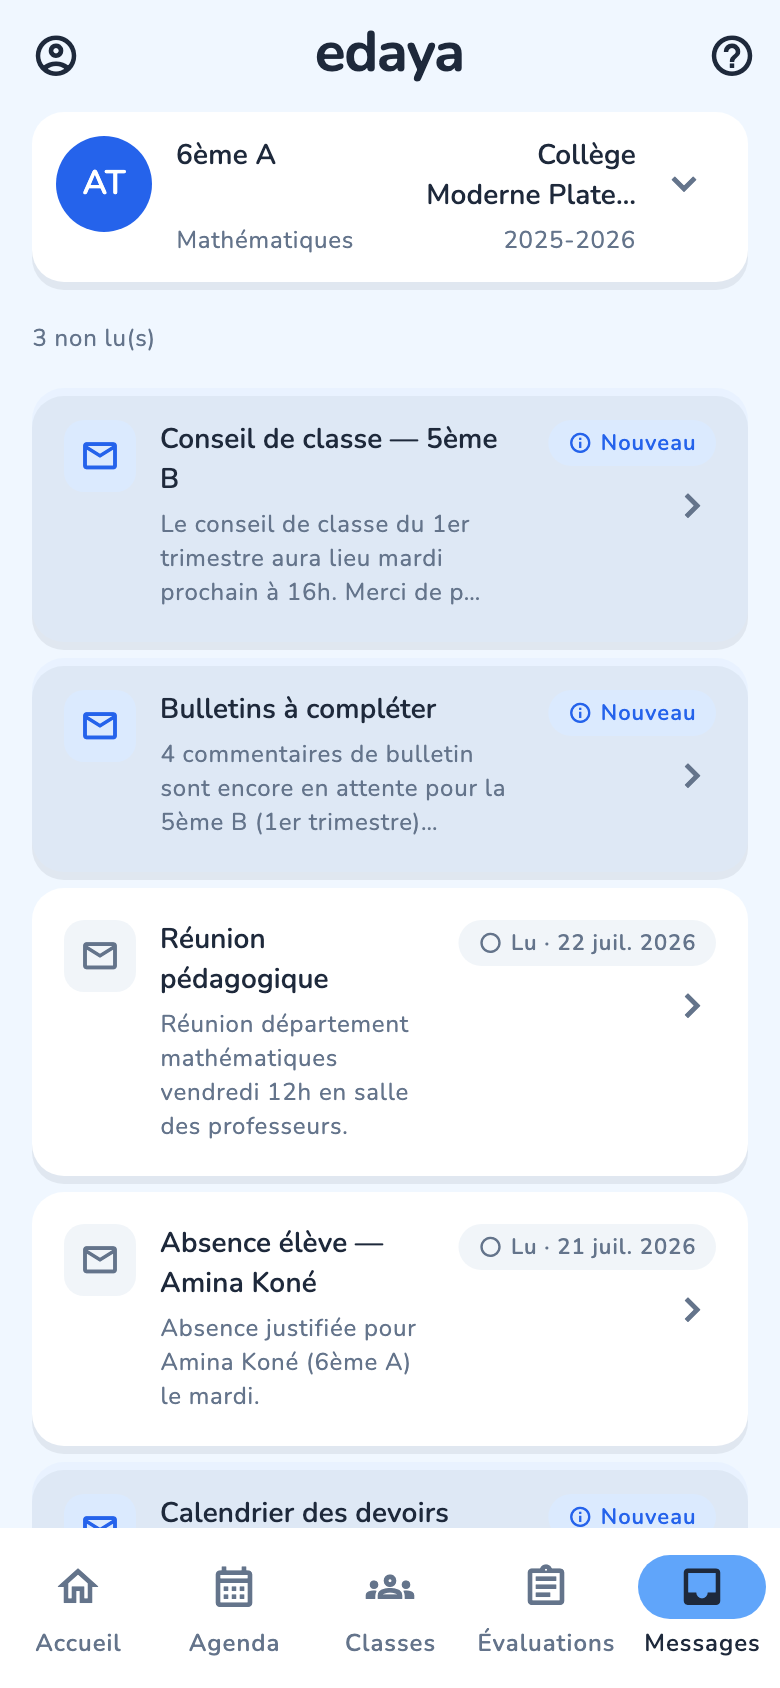 edaya
AT
6ème A
Collège
Moderne Plate...
Mathématiques
2025-2026
3 non lu(s)
Conseil de classe — 5ème
B
Nouveau
Le conseil de classe du 1er
trimestre aura lieu mardi
prochain à 16h. Merci de p...
Bulletins à compléter
Nouveau
4 commentaires de bulletin
sont encore en attente pour la
5ème B (1er trimestre)...
Réunion
pédagogique
Lu · 22 juil. 2026
Réunion département
mathématiques
vendredi 12h en salle
des professeurs.
Absence élève —
Amina Koné
Lu · 21 juil. 2026
Absence justifiée pour
Amina Koné (6ème A)
le mardi.
Calendrier des devoirs
Nouveau
Accueil
Agenda
Classes
Évaluations
Messages